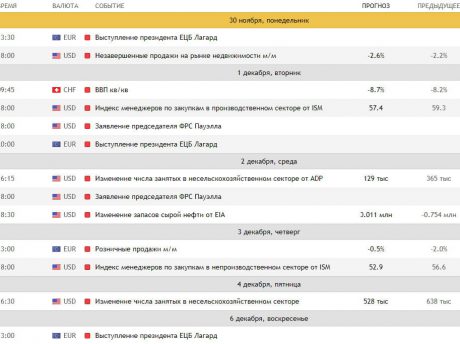 ВРЕМЯ ВАЛЮТА СОБЫТИЕ ПРОГНОЗ ПРЕДЫДУЩЕЕ
30 ноября, понедельник
3:30 EUR Выступление президента ЕЦБ Лагард
8:00 USD Незавершенные продажи на рынке недвижимости м/м -2.6% -2.2%
1 декабря, вторник
09:45 CHF ВВП кв/кв -8.7% -8.2%
8:00 USD Индекс менеджеров по закупкам в производственном секторе от ISM 57.4 59.3
8:00 USD Заявление председателя ФРС Пауэлла
20:00 EUR Выступление президента ЕЦБ Лагард
2 декабря, среда
6:15 USD Изменение числа занятых в несельскохозяйственном секторе от ADP 129 тыс 365 тыс
8:00 USD Заявление председателя ФРС Пауэлла
8:30 USD Изменение запасов сырой нефти от EIA 3.011 млн -0.754 млн
3 декабря, четверг
3:00 EUR Розничные продажи м/м -0.5% -2.0%
8:00 USD Индекс менеджеров по закупкам в непроизводственном секторе от ISM 52.9 56.6
4 декабря, пятница
6:30 USD Изменение числа занятых в несельскохозяйственном секторе 528 тыс 638 тыс
6 декабря, воскресенье
3:00 EUR Выступление президента ЕЦБ Лагард